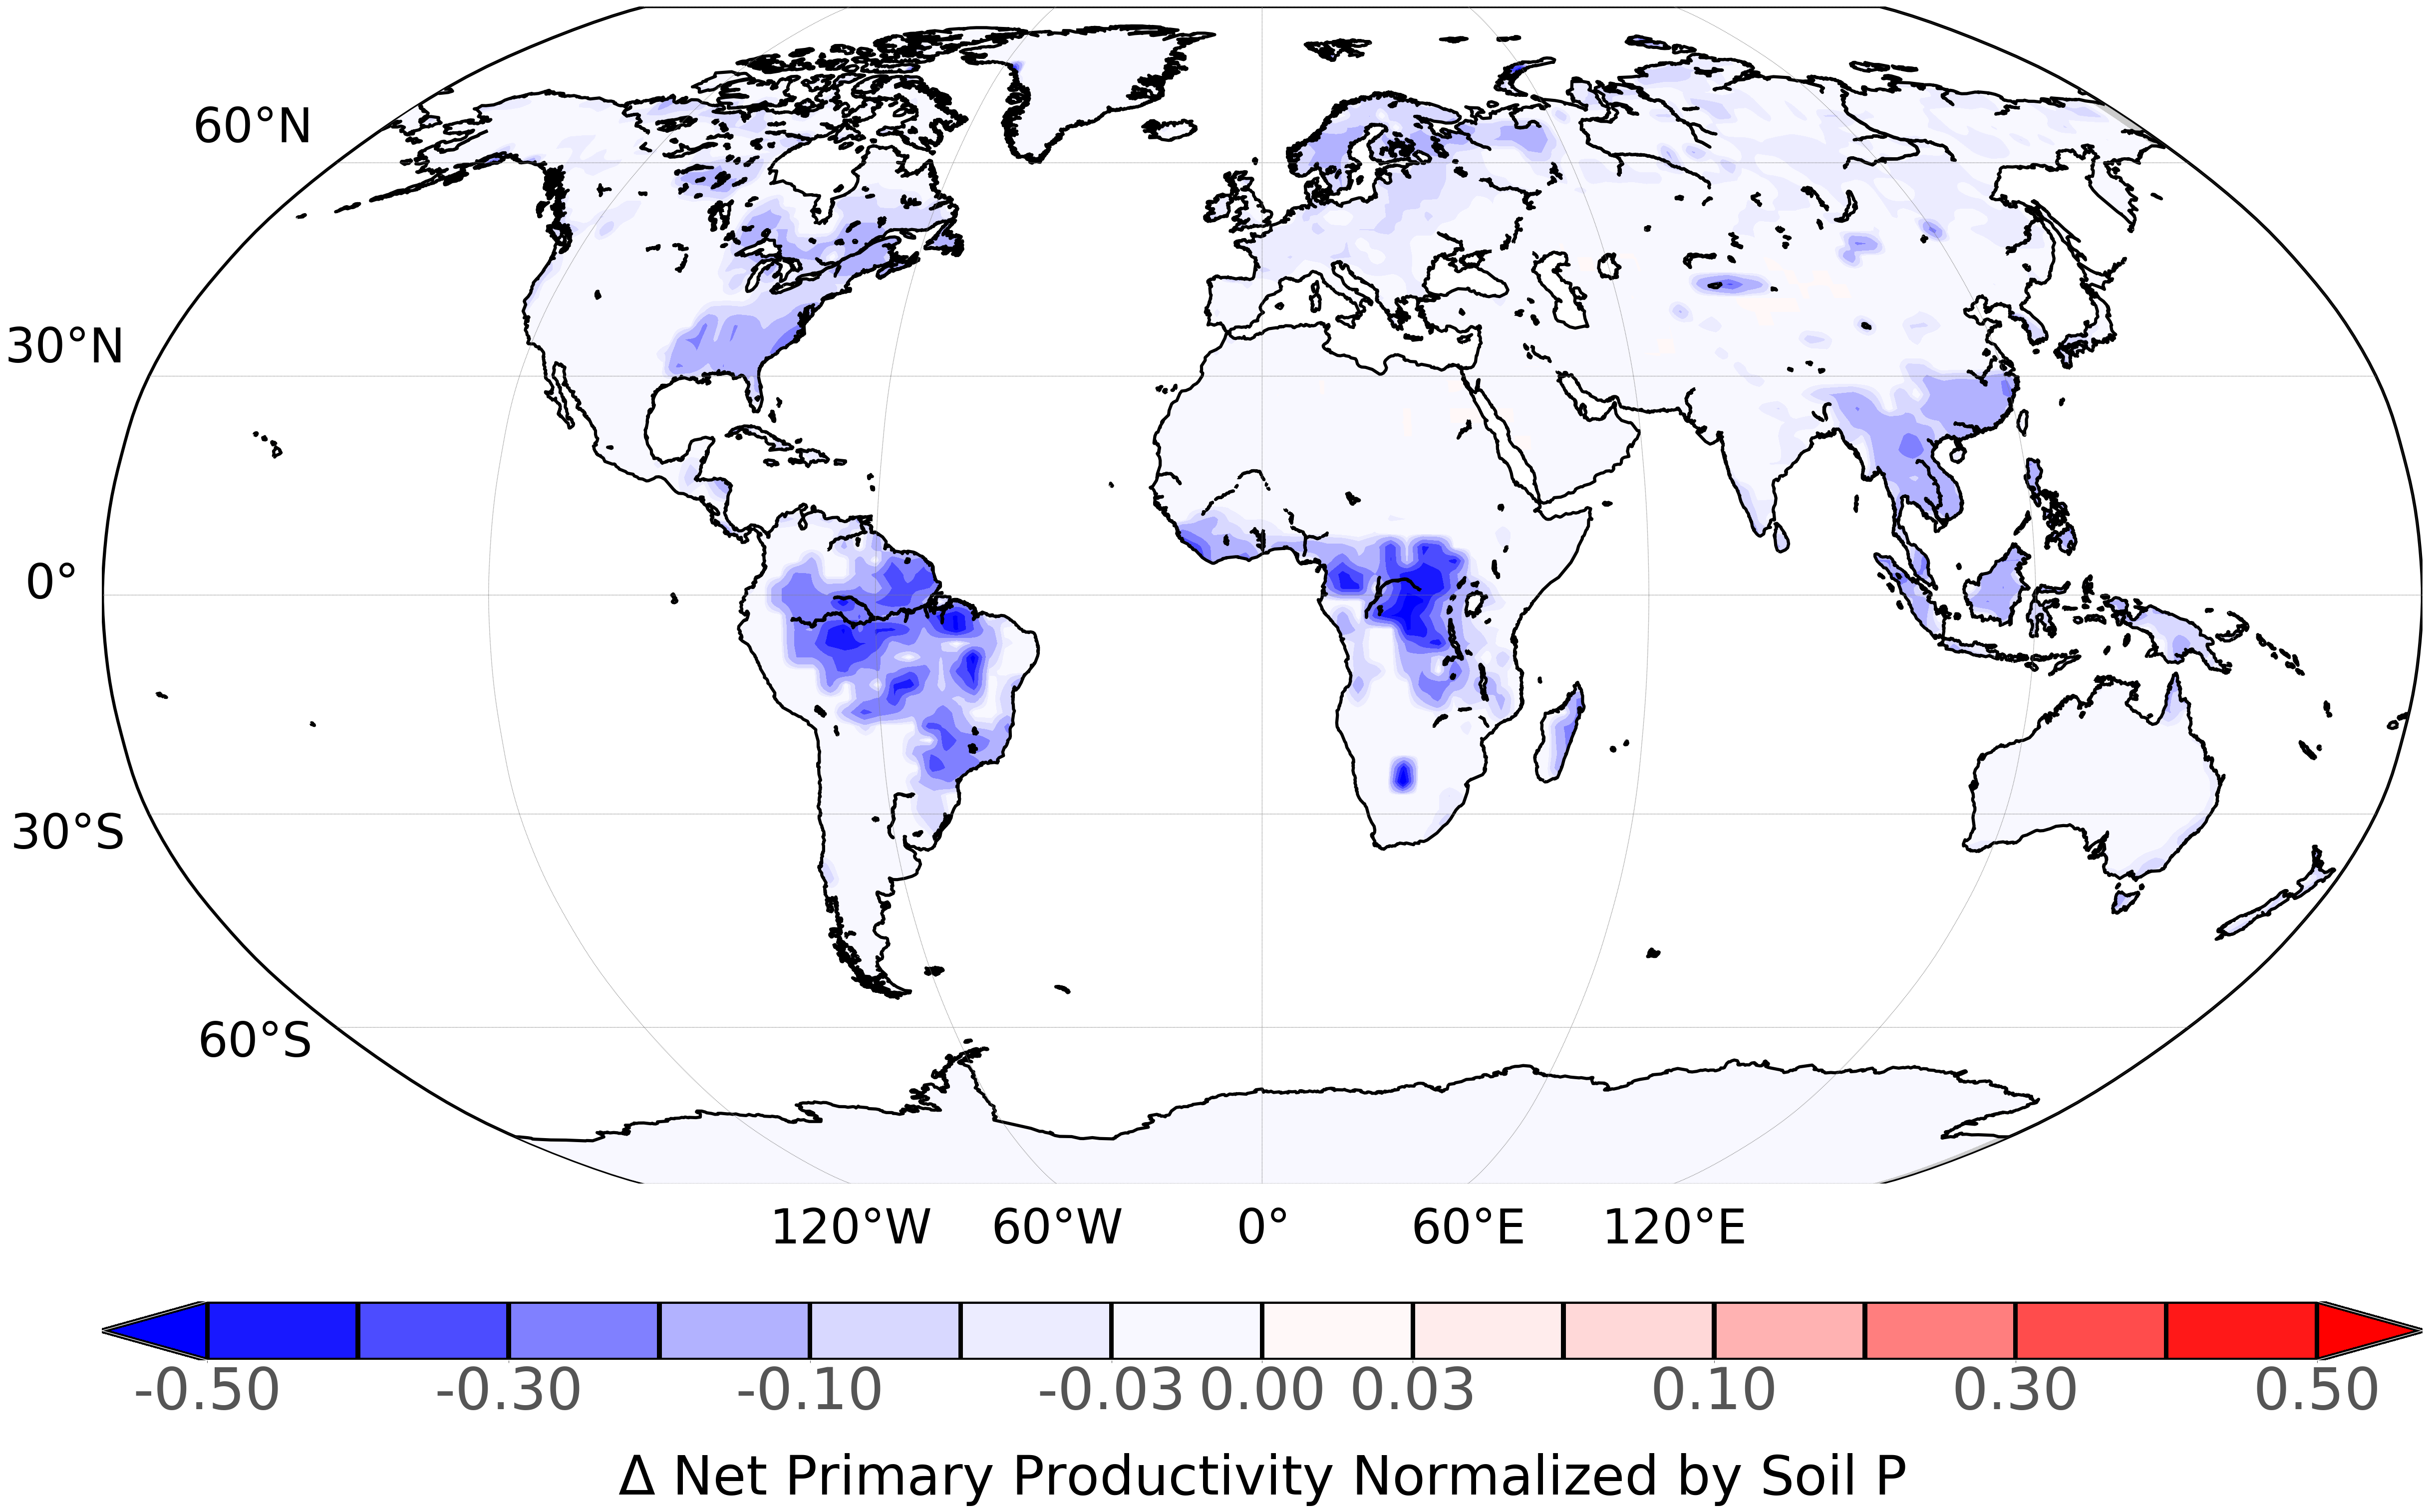 60°N
30°N
0°
30°S
60°S
120°W 60°W 0° 60°E 120°E
-0.50 -0.30 -0.10 -0.03 0.00 0.03 0.10 0.30 0.50
Δ Net Primary Productivity Normalized by Soil P